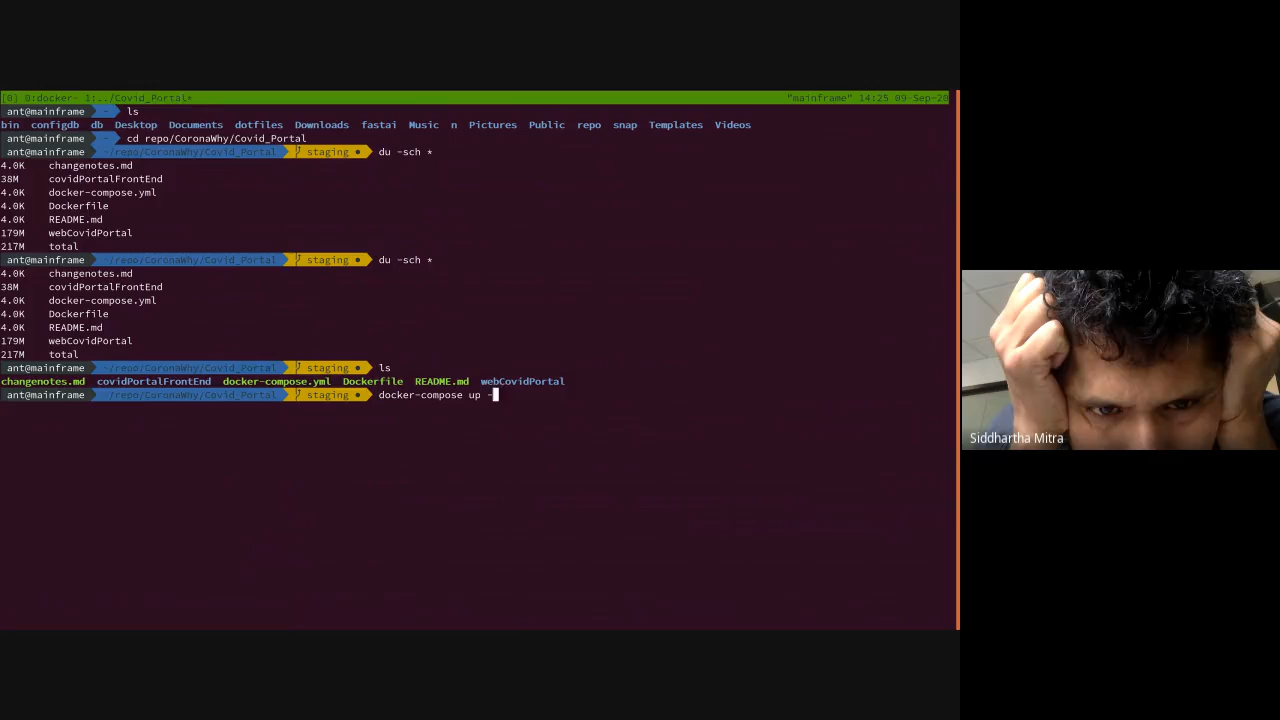 [0] 0:docker- 1:../Covid_Portal* "mainframe" 14:25 09-Sep-20
ant@mainframe ~ ls
bin configdb db Desktop Documents dotfiles Downloads fastai Music n Pictures Public repo snap Templates Videos
ant@mainframe ~ cd repo/CoronaWhy/Covid_Portal
ant@mainframe ~/repo/CoronaWhy/Covid_Portal staging ● du -sch *
4.0K changenotes.md
38M covidPortalFrontEnd
4.0K docker-compose.yml
4.0K Dockerfile
4.0K README.md
179M webCovidPortal
217M total
ant@mainframe ~/repo/CoronaWhy/Covid_Portal staging ● du -sch *
4.0K changenotes.md
38M covidPortalFrontEnd
4.0K docker-compose.yml
4.0K Dockerfile
4.0K README.md
179M webCovidPortal
217M total
ant@mainframe ~/repo/CoronaWhy/Covid_Portal staging ● ls
changenotes.md covidPortalFrontEnd docker-compose.yml Dockerfile README.md webCovidPortal
ant@mainframe ~/repo/CoronaWhy/Covid_Portal staging ● docker-compose up -
Siddhartha Mitra